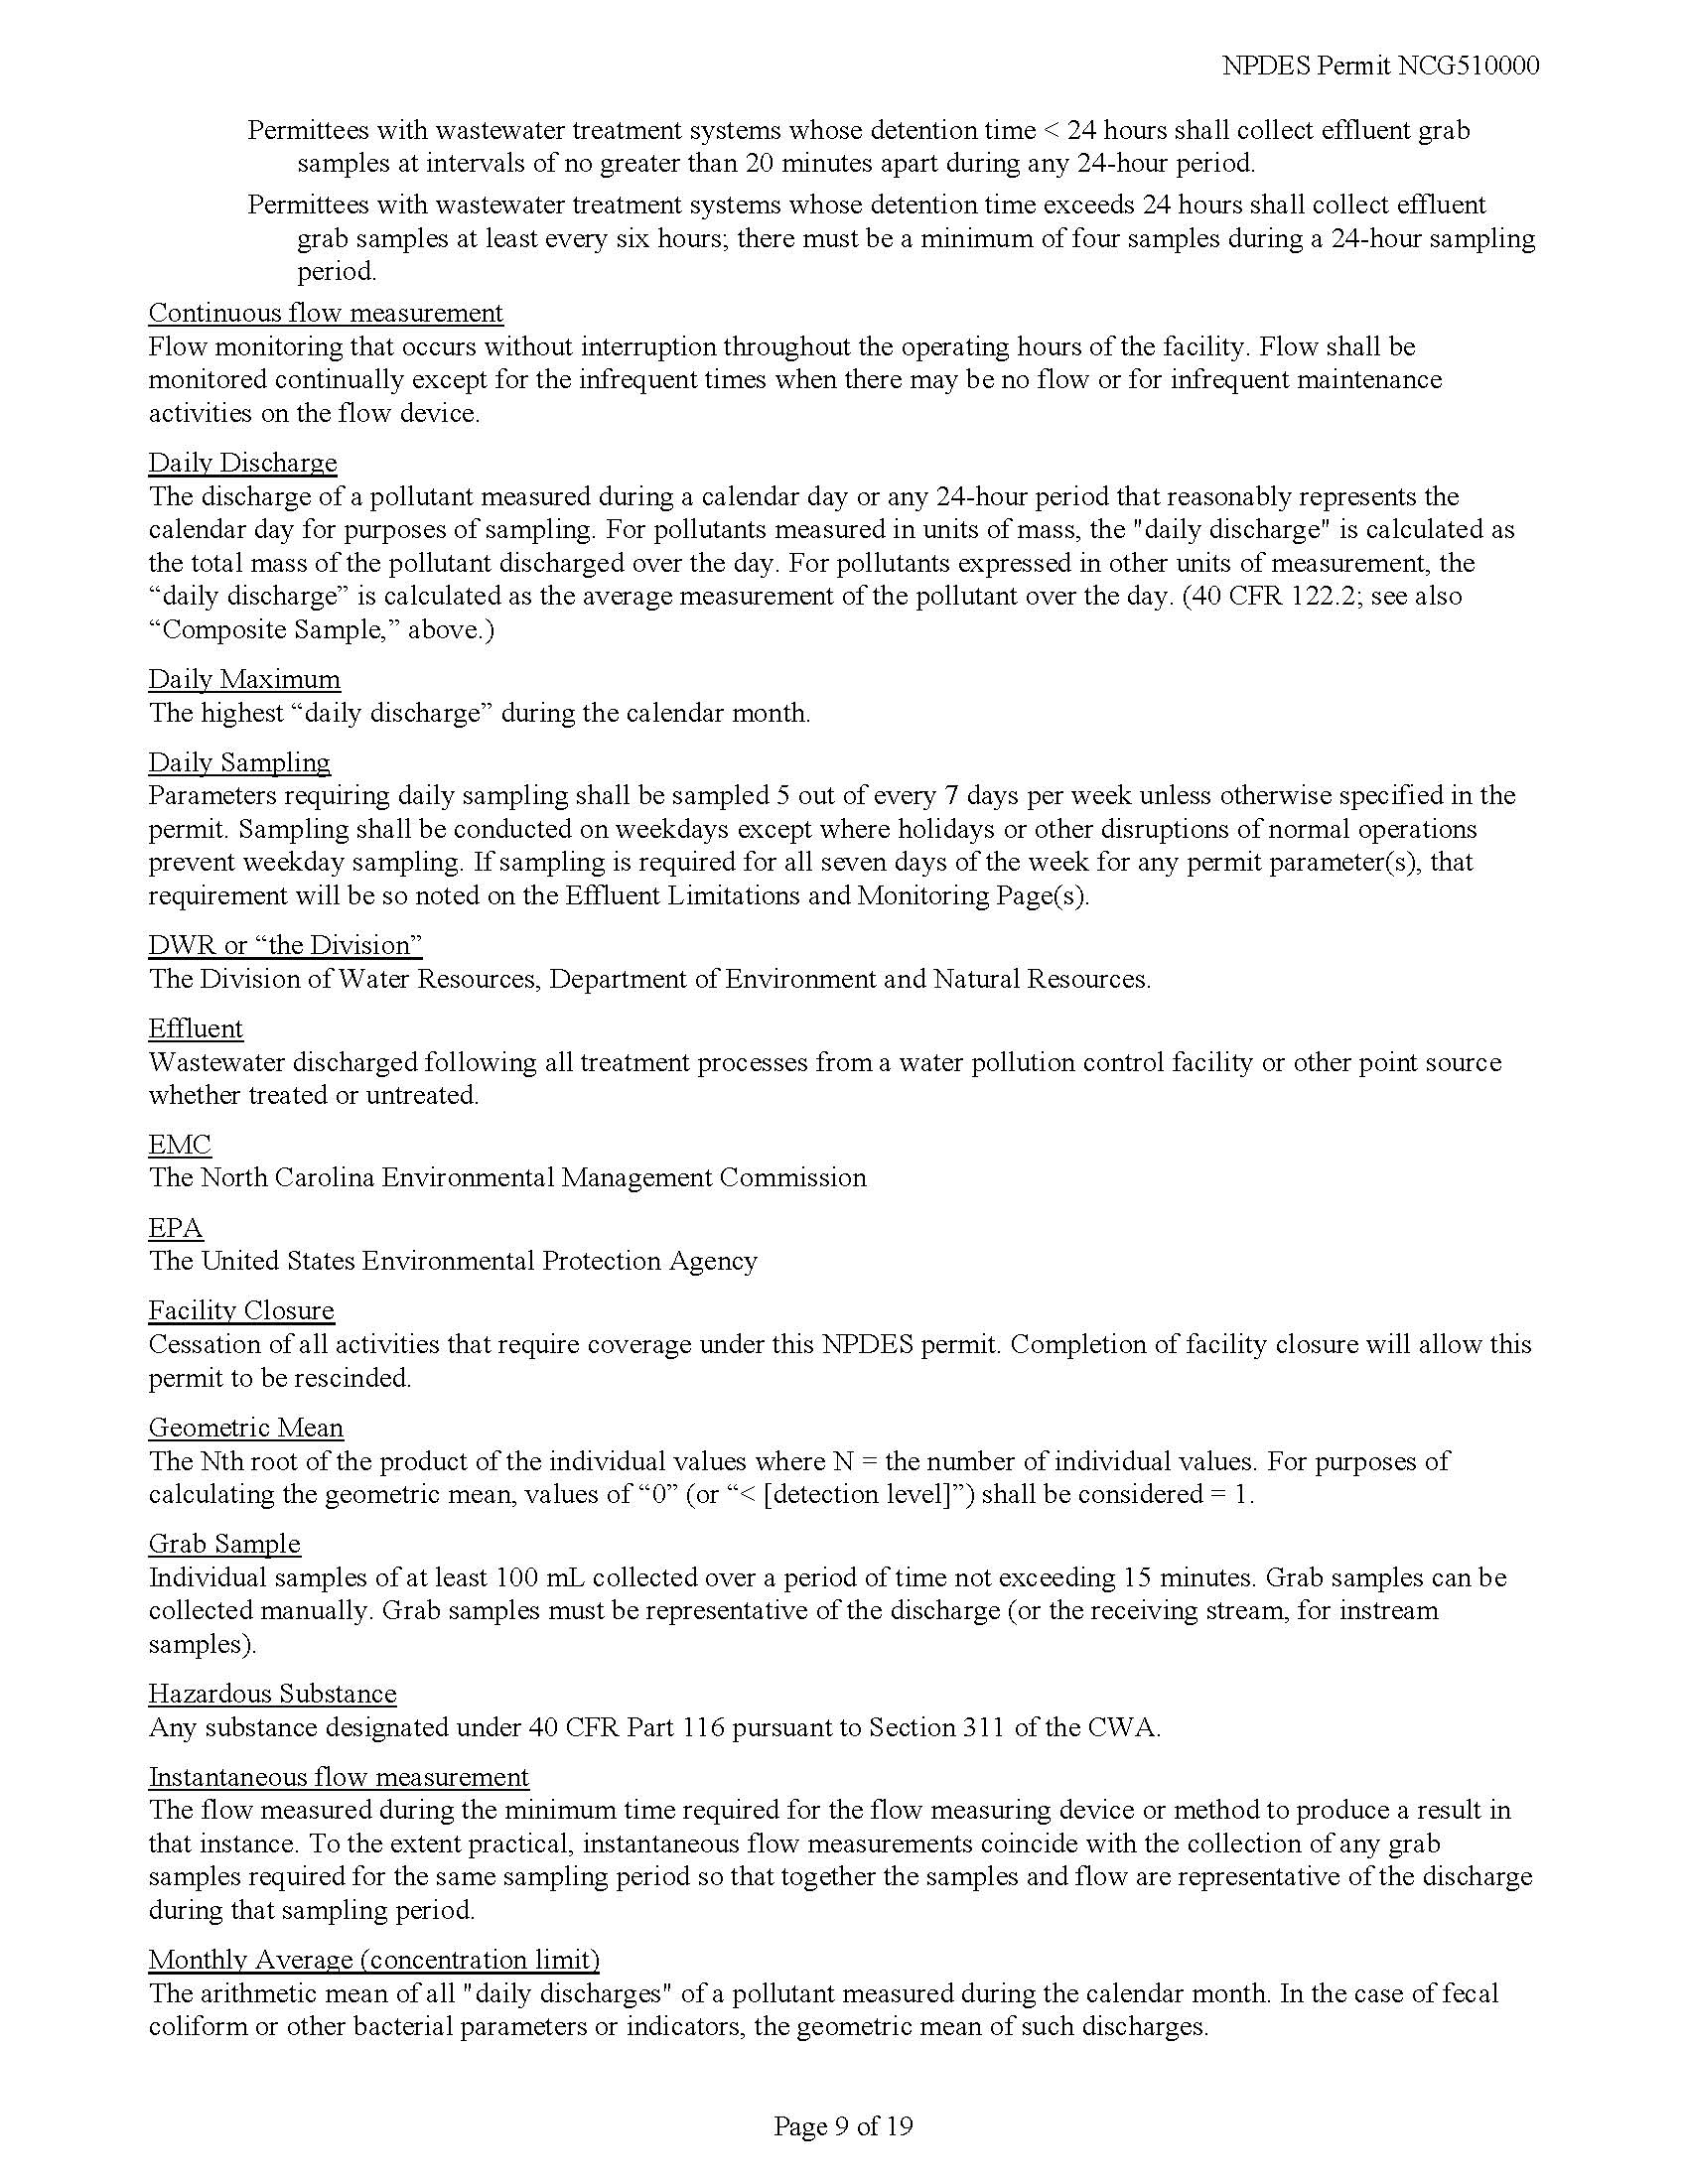 NPDES Permit NCG510000
Permittees with wastewater treatment systems whose detention time < 24 hours shall collect effluent grab
samples at intervals of no greater than 20 minutes apart during any 24-hour period.
Permittees with wastewater treatment systems whose detention time exceeds 24 hours shall collect effluent
grab samples at least every six hours; there must be a minimum of four samples during a 24-hour sampling
period.
Continuous flow measurement
Flow monitoring that occurs without interruption throughout the operating hours of the facility. Flow shall be
monitored continually except for the infrequent times when there may be no flow or for infrequent maintenance
activities on the flow device.
Daily Discharge
The discharge of a pollutant measured during a calendar day or any 24-hour period that reasonably represents the
calendar day for purposes of sampling. For pollutants measured in units of mass, the "daily discharge" is calculated as
the total mass of the pollutant discharged over the day. For pollutants expressed in other units of measurement, the
“daily discharge” is calculated as the average measurement of the pollutant over the day. (40 CFR 122.2; see also
“Composite Sample,” above.)
Daily Maximum
The highest “daily discharge” during the calendar month.
Daily Sampling
Parameters requiring daily sampling shall be sampled 5 out of every 7 days per week unless otherwise specified in the
permit. Sampling shall be conducted on weekdays except where holidays or other disruptions of normal operations
prevent weekday sampling. If sampling is required for all seven days of the week for any permit parameter(s), that
requirement will be so noted on the Effluent Limitations and Monitoring Page(s).
DWR or “the Division”
The Division of Water Resources, Department of Environment and Natural Resources.
Effluent
Wastewater discharged following all treatment processes from a water pollution control facility or other point source
whether treated or untreated.
EMC
The North Carolina Environmental Management Commission
EPA
The United States Environmental Protection Agency
Facility Closure
Cessation of all activities that require coverage under this NPDES permit. Completion of facility closure will allow this
permit to be rescinded.
Geometric Mean
The Nth root of the product of the individual values where N = the number of individual values. For purposes of
calculating the geometric mean, values of “0” (or “< [detection level]”) shall be considered = 1.
Grab Sample
Individual samples of at least 100 mL collected over a period of time not exceeding 15 minutes. Grab samples can be
collected manually. Grab samples must be representative of the discharge (or the receiving stream, for instream
samples).
Hazardous Substance
Any substance designated under 40 CFR Part 116 pursuant to Section 311 of the CWA.
Instantaneous flow measurement
The flow measured during the minimum time required for the flow measuring device or method to produce a result in
that instance. To the extent practical, instantaneous flow measurements coincide with the collection of any grab
samples required for the same sampling period so that together the samples and flow are representative of the discharge
during that sampling period.
Monthly Average (concentration limit)
The arithmetic mean of all "daily discharges" of a pollutant measured during the calendar month. In the case of fecal
coliform or other bacterial parameters or indicators, the geometric mean of such discharges.
Page 9 of 19